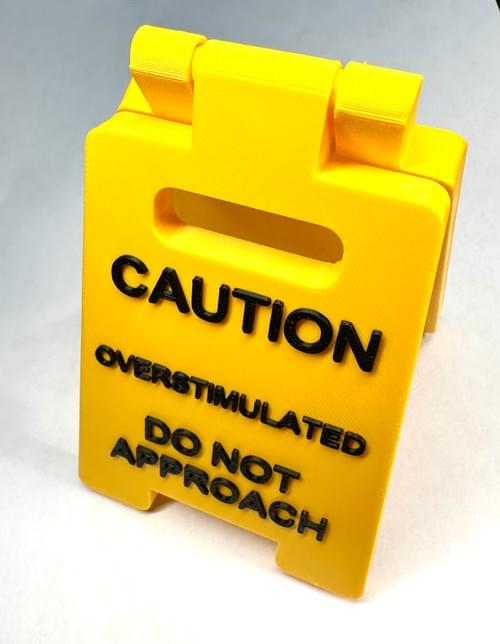 CAUTION
OVERSTIMULATED
DO NOT
APPROACH